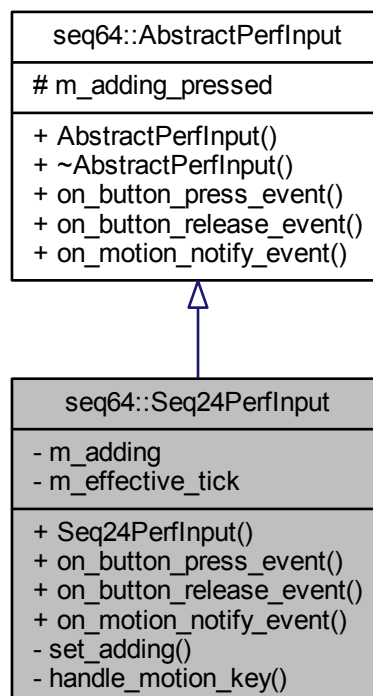 seq64::AbstractPerfInput
# m_adding_pressed
+ AbstractPerfInput()
+ ~AbstractPerfInput()
+ on_button_press_event()
+ on_button_release_event()
+ on_motion_notify_event()
seq64::Seq24PerfInput
- m_adding
- m_effective_tick
+ Seq24PerfInput()
+ on_button_press_event()
+ on_button_release_event()
+ on_motion_notify_event()
- set_adding()
- handle_motion_key()